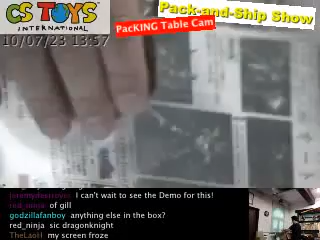 CS TOYS
INTERNATIONAL
Pack-and-Ship Show
PacKING Table Cam
10/07/23 13:57
I can't wait to see the Demo for this!
red_ninja of gill
godzillafanboy anything else in the box?
red_ninja sic dragonknight
my screen froze